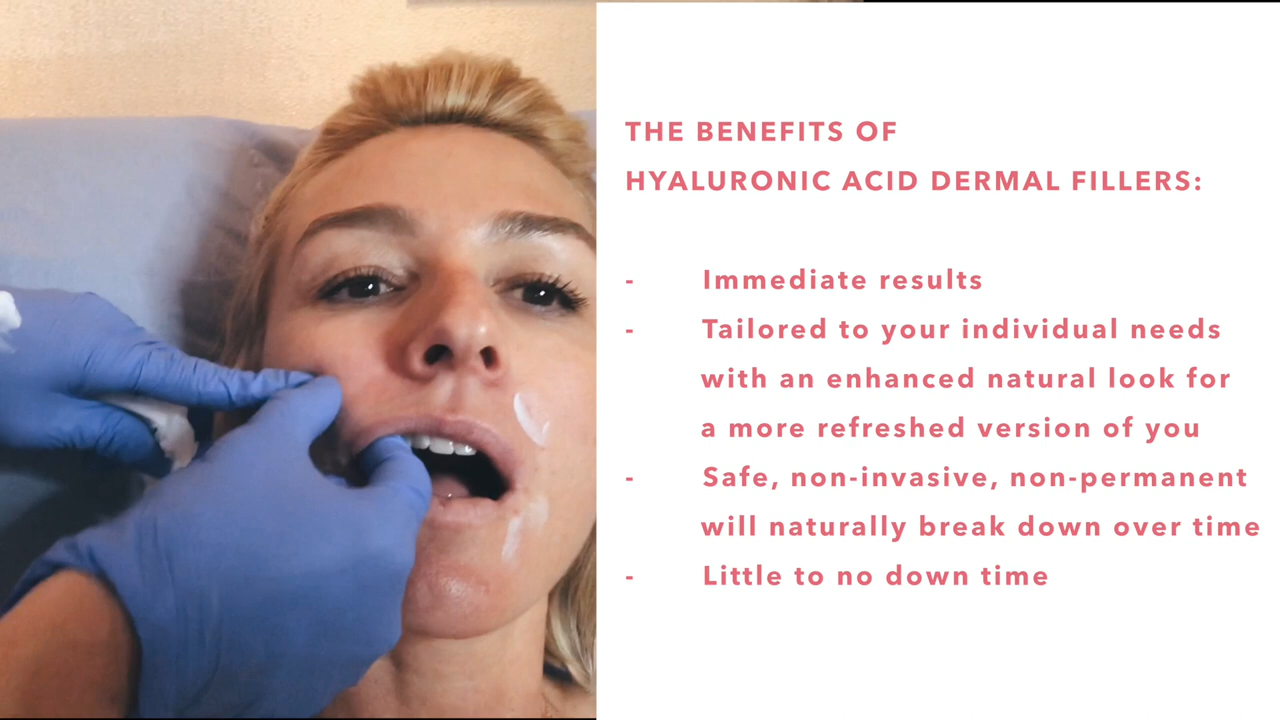 THE BENEFITS OF
HYALURONIC ACID DERMAL FILLERS:
- Immediate results
- Tailored to your individual needs
with an enhanced natural look for
a more refreshed version of you
- Safe, non-invasive, non-permanent
will naturally break down over time
- Little to no down time